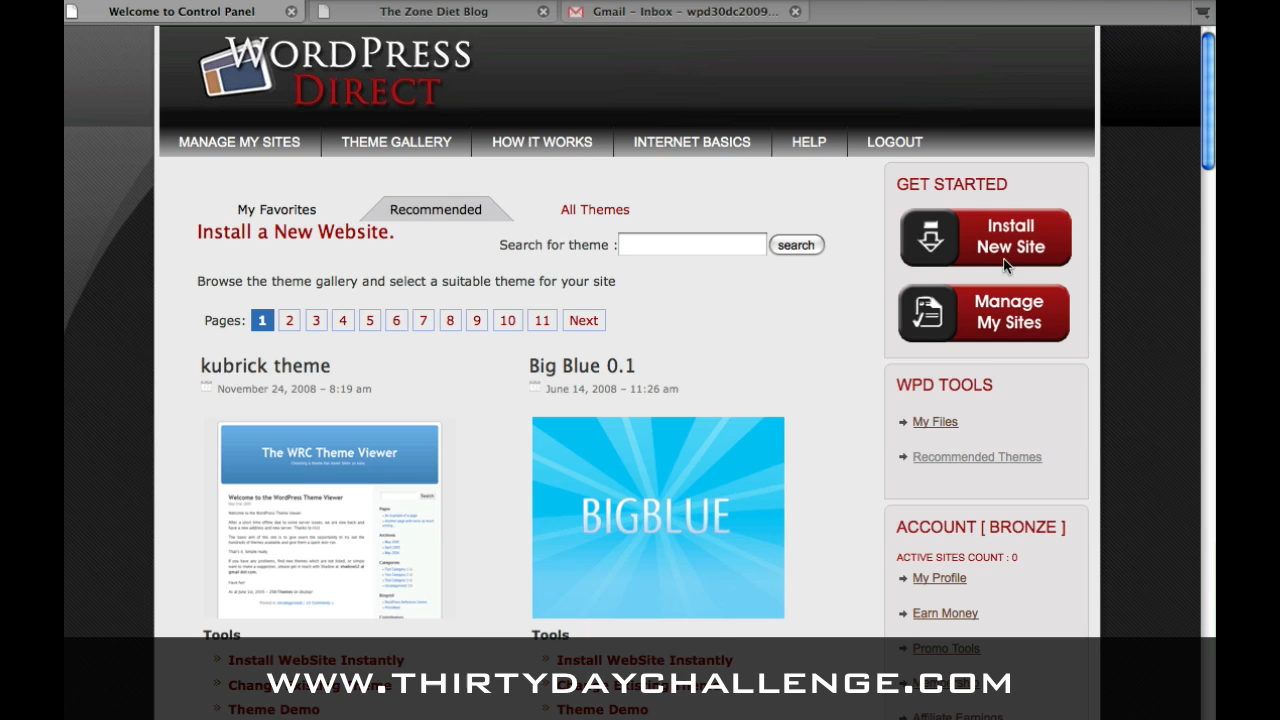 Welcome to Control Panel
The Zone Diet Blog
Gmail – Inbox – wpd30dc2009...
WORDPRESS
DIRECT
MANAGE MY SITES
THEME GALLERY
HOW IT WORKS
INTERNET BASICS
HELP
LOGOUT
My Favorites
Recommended
All Themes
Install a New Website.
Search for theme :
search
Browse the theme gallery and select a suitable theme for your site
Pages: 1 2 3 4 5 6 7 8 9 10 11 Next
kubrick theme
November 24, 2008 – 8:19 am
The WRC Theme Viewer
Welcome to the WordPress Theme Viewer
Tools
Install WebSite Instantly
Theme Demo
Big Blue 0.1
June 14, 2008 – 11:26 am
BIGBLUE
Tools
Install WebSite Instantly
Theme Demo
GET STARTED
Install
New Site
Manage
My Sites
WPD TOOLS
My Files
Recommended Themes
ACCOUNT [ BRONZE ]
ACTIVE SITES COUNT : 0
My Profile
Earn Money
Promo Tools
Affiliate Earnings
WWW.THIRTYDAYCHALLENGE.COM